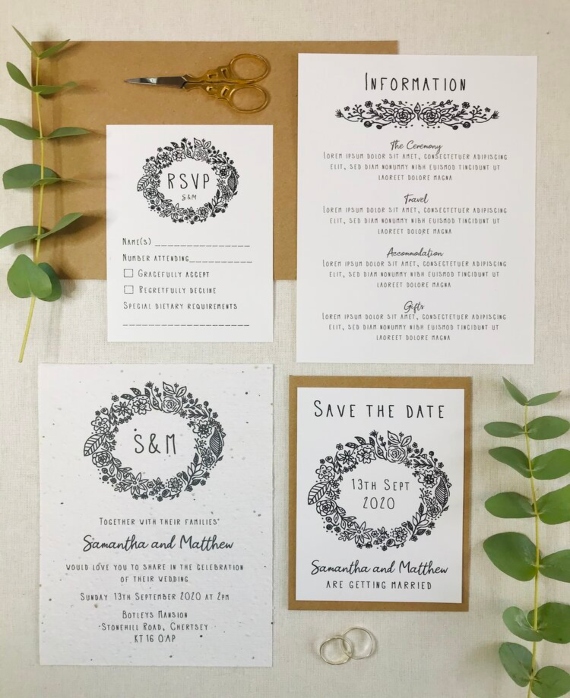 RSVP
S&M
NAME(S) ____________________
NUMBER ATTENDING______________
GRACEFULLY ACCEPT
REGRETFULLY DECLINE
SPECIAL DIETARY REQUIREMENTS
____________________________
INFORMATION
The Ceremony
LOREM IPSUM DOLOR SIT AMET, CONSECTETUER ADIPISCING
ELIT, SED DIAM NONUMMY NIBH EUISMOD TINCIDUNT UT
LAOREET DOLORE MAGNA
Travel
LOREM IPSUM DOLOR SIT AMET, CONSECTETUER ADIPISCING
ELIT, SED DIAM NONUMMY NIBH EUISMOD TINCIDUNT UT
LAOREET DOLORE MAGNA
Accommodation
LOREM IPSUM DOLOR SIT AMET, CONSECTETUER ADIPISCING
ELIT, SED DIAM NONUMMY NIBH EUISMOD TINCIDUNT UT
LAOREET DOLORE MAGNA
Gifts
LOREM IPSUM DOLOR SIT AMET, CONSECTETUER ADIPISCING
ELIT, SED DIAM NONUMMY NIBH EUISMOD TINCIDUNT UT
LAOREET DOLORE MAGNA
S&M
TOGETHER WITH THEIR FAMILIES'
Samantha and Matthew
WOULD LOVE YOU TO SHARE IN THE CELEBRATION
OF THEIR WEDDING
SUNDAY 13TH SEPTEMBER 2020 AT 2PM
BOTLEYS MANSION
STONEHILL ROAD, CHERTSEY
KT16 0AP
SAVE THE DATE
13TH SEPT
2020
Samantha and Matthew
ARE GETTING MARRIED